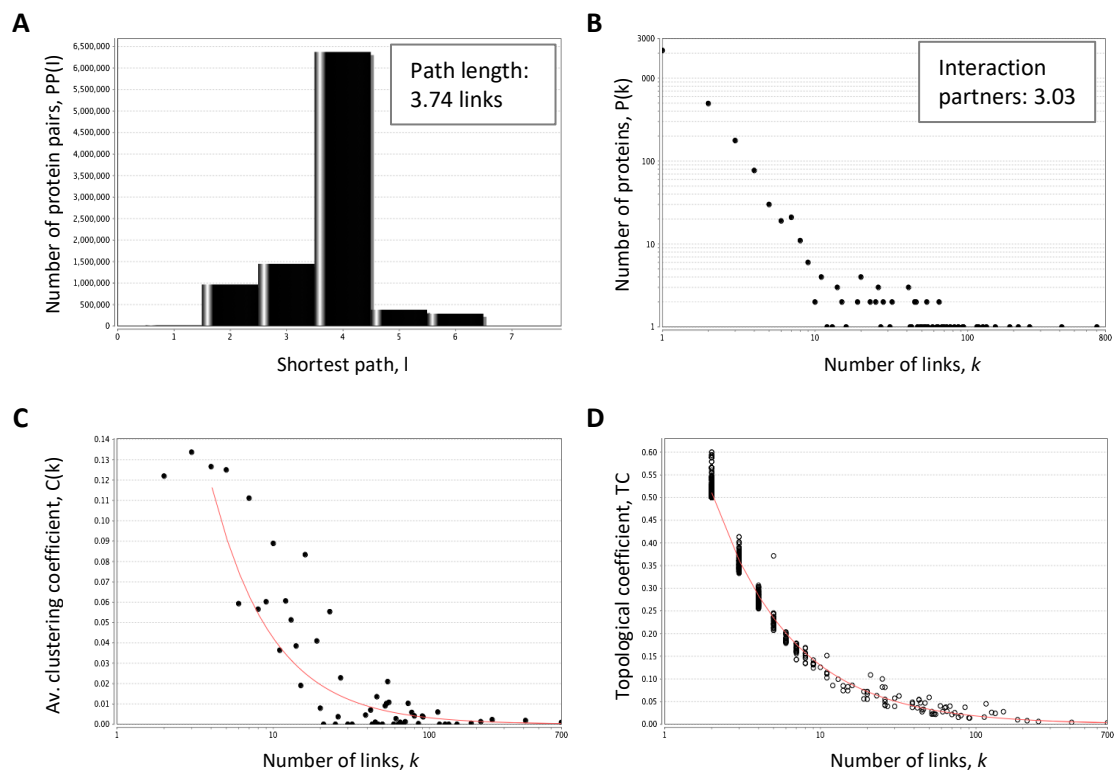 A
Number of protein pairs, PP(l)
6,500,000
6,000,000
5,500,000
5,000,000
4,500,000
4,000,000
3,500,000
3,000,000
2,500,000
2,000,000
1,500,000
1,000,000
500,000
0
0 1 2 3 4 5 6 7
Shortest path, l
Path length:
3.74 links
B
Number of proteins, P(k)
3000
000
100
10
1
1 10 100 800
Number of links, k
Interaction
partners: 3.03
C
Av. clustering coefficient, C(k)
0.14
0.13
0.12
0.11
0.10
0.09
0.08
0.07
0.06
0.05
0.04
0.03
0.02
0.01
0.00
1 10 100 700
Number of links, k
D
Topological coefficient, TC
0.60
0.55
0.50
0.45
0.40
0.35
0.30
0.25
0.20
0.15
0.10
0.05
0.00
1 10 100 700
Number of links, k